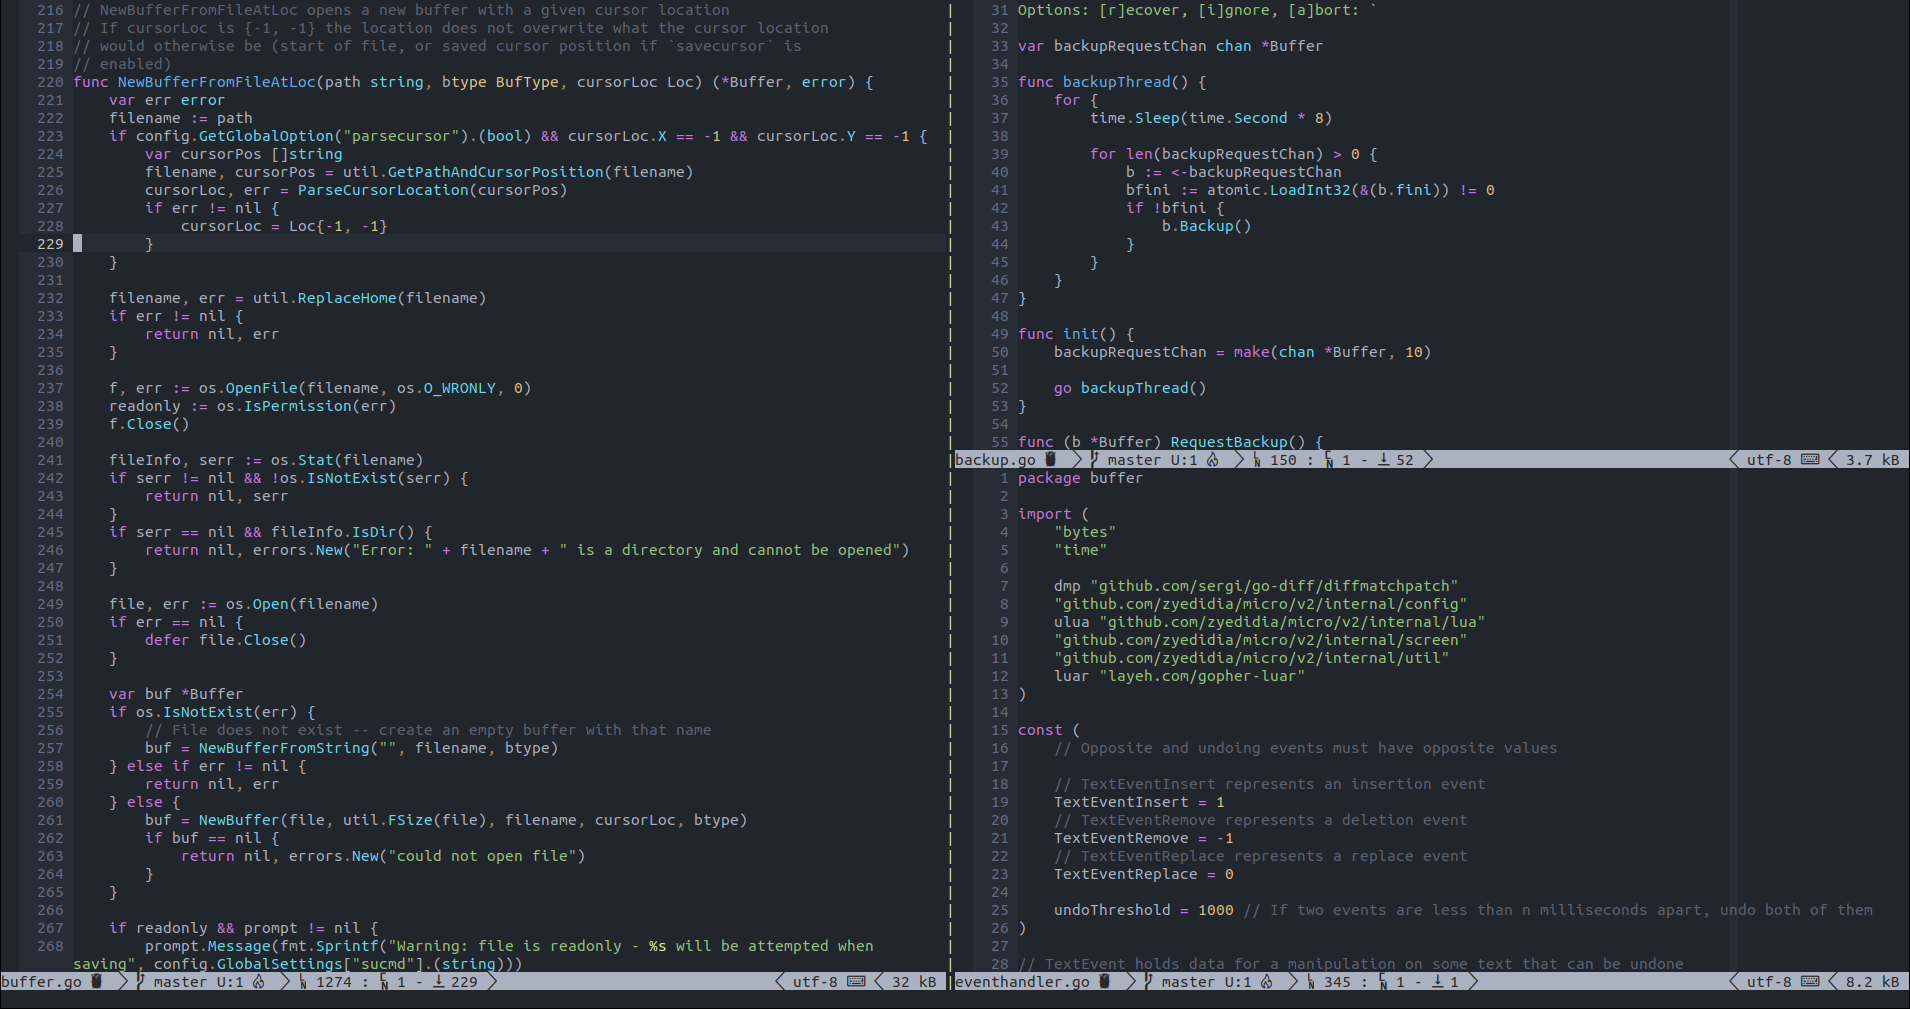 216 // NewBufferFromFileAtLoc opens a new buffer with a given cursor location
217 // If cursorLoc is {-1, -1} the location does not overwrite what the cursor location
218 // would otherwise be (start of file, or saved cursor position if `savecursor` is
219 // enabled)
220 func NewBufferFromFileAtLoc(path string, btype BufType, cursorLoc Loc) (*Buffer, error) {
221     var err error
222     filename := path
223     if config.GetGlobalOption("parsecursor").(bool) && cursorLoc.X == -1 && cursorLoc.Y == -1 {
224         var cursorPos []string
225         filename, cursorPos = util.GetPathAndCursorPosition(filename)
226         cursorLoc, err = ParseCursorLocation(cursorPos)
227         if err != nil {
228             cursorLoc = Loc{-1, -1}
229         }
230     }
231
232     filename, err = util.ReplaceHome(filename)
233     if err != nil {
234         return nil, err
235     }
236
237     f, err := os.OpenFile(filename, os.O_WRONLY, 0)
238     readonly := os.IsPermission(err)
239     f.Close()
240
241     fileInfo, serr := os.Stat(filename)
242     if serr != nil && !os.IsNotExist(serr) {
243         return nil, serr
244     }
245     if serr == nil && fileInfo.IsDir() {
246         return nil, errors.New("Error: " + filename + " is a directory and cannot be opened")
247     }
248
249     file, err := os.Open(filename)
250     if err == nil {
251         defer file.Close()
252     }
253
254     var buf *Buffer
255     if os.IsNotExist(err) {
256         // File does not exist -- create an empty buffer with that name
257         buf = NewBufferFromString("", filename, btype)
258     } else if err != nil {
259         return nil, err
260     } else {
261         buf = NewBuffer(file, util.FSize(file), filename, cursorLoc, btype)
262         if buf == nil {
263             return nil, errors.New("could not open file")
264         }
265     }
266
267     if readonly && prompt != nil {
268         prompt.Message(fmt.Sprintf("Warning: file is readonly - %s will be attempted when
saving", config.GlobalSettings["sucmd"].(string)))
buffer.go master U:1 1274 : 1 - 229 utf-8 32 kB
31 Options: [r]ecover, [i]gnore, [a]bort: `
32
33 var backupRequestChan chan *Buffer
34
35 func backupThread() {
36     for {
37         time.Sleep(time.Second * 8)
38
39         for len(backupRequestChan) > 0 {
40             b := <-backupRequestChan
41             bfini := atomic.LoadInt32(&(b.fini)) != 0
42             if !bfini {
43                 b.Backup()
44             }
45         }
46     }
47 }
48
49 func init() {
50     backupRequestChan = make(chan *Buffer, 10)
51
52     go backupThread()
53 }
54
55 func (b *Buffer) RequestBackup() {
backup.go master U:1 150 : 1 - 52 utf-8 3.7 kB
1 package buffer
2
3 import (
4     "bytes"
5     "time"
6
7     dmp "github.com/sergi/go-diff/diffmatchpatch"
8     "github.com/zyedidia/micro/v2/internal/config"
9     ulua "github.com/zyedidia/micro/v2/internal/lua"
10     "github.com/zyedidia/micro/v2/internal/screen"
11     "github.com/zyedidia/micro/v2/internal/util"
12     luar "layeh.com/gopher-luar"
13 )
14
15 const (
16     // Opposite and undoing events must have opposite values
17
18     // TextEventInsert represents an insertion event
19     TextEventInsert = 1
20     // TextEventRemove represents a deletion event
21     TextEventRemove = -1
22     // TextEventReplace represents a replace event
23     TextEventReplace = 0
24
25     undoThreshold = 1000 // If two events are less than n milliseconds apart, undo both of them
26 )
27
28 // TextEvent holds data for a manipulation on some text that can be undone
eventhandler.go master U:1 345 : 1 - 1 utf-8 8.2 kB